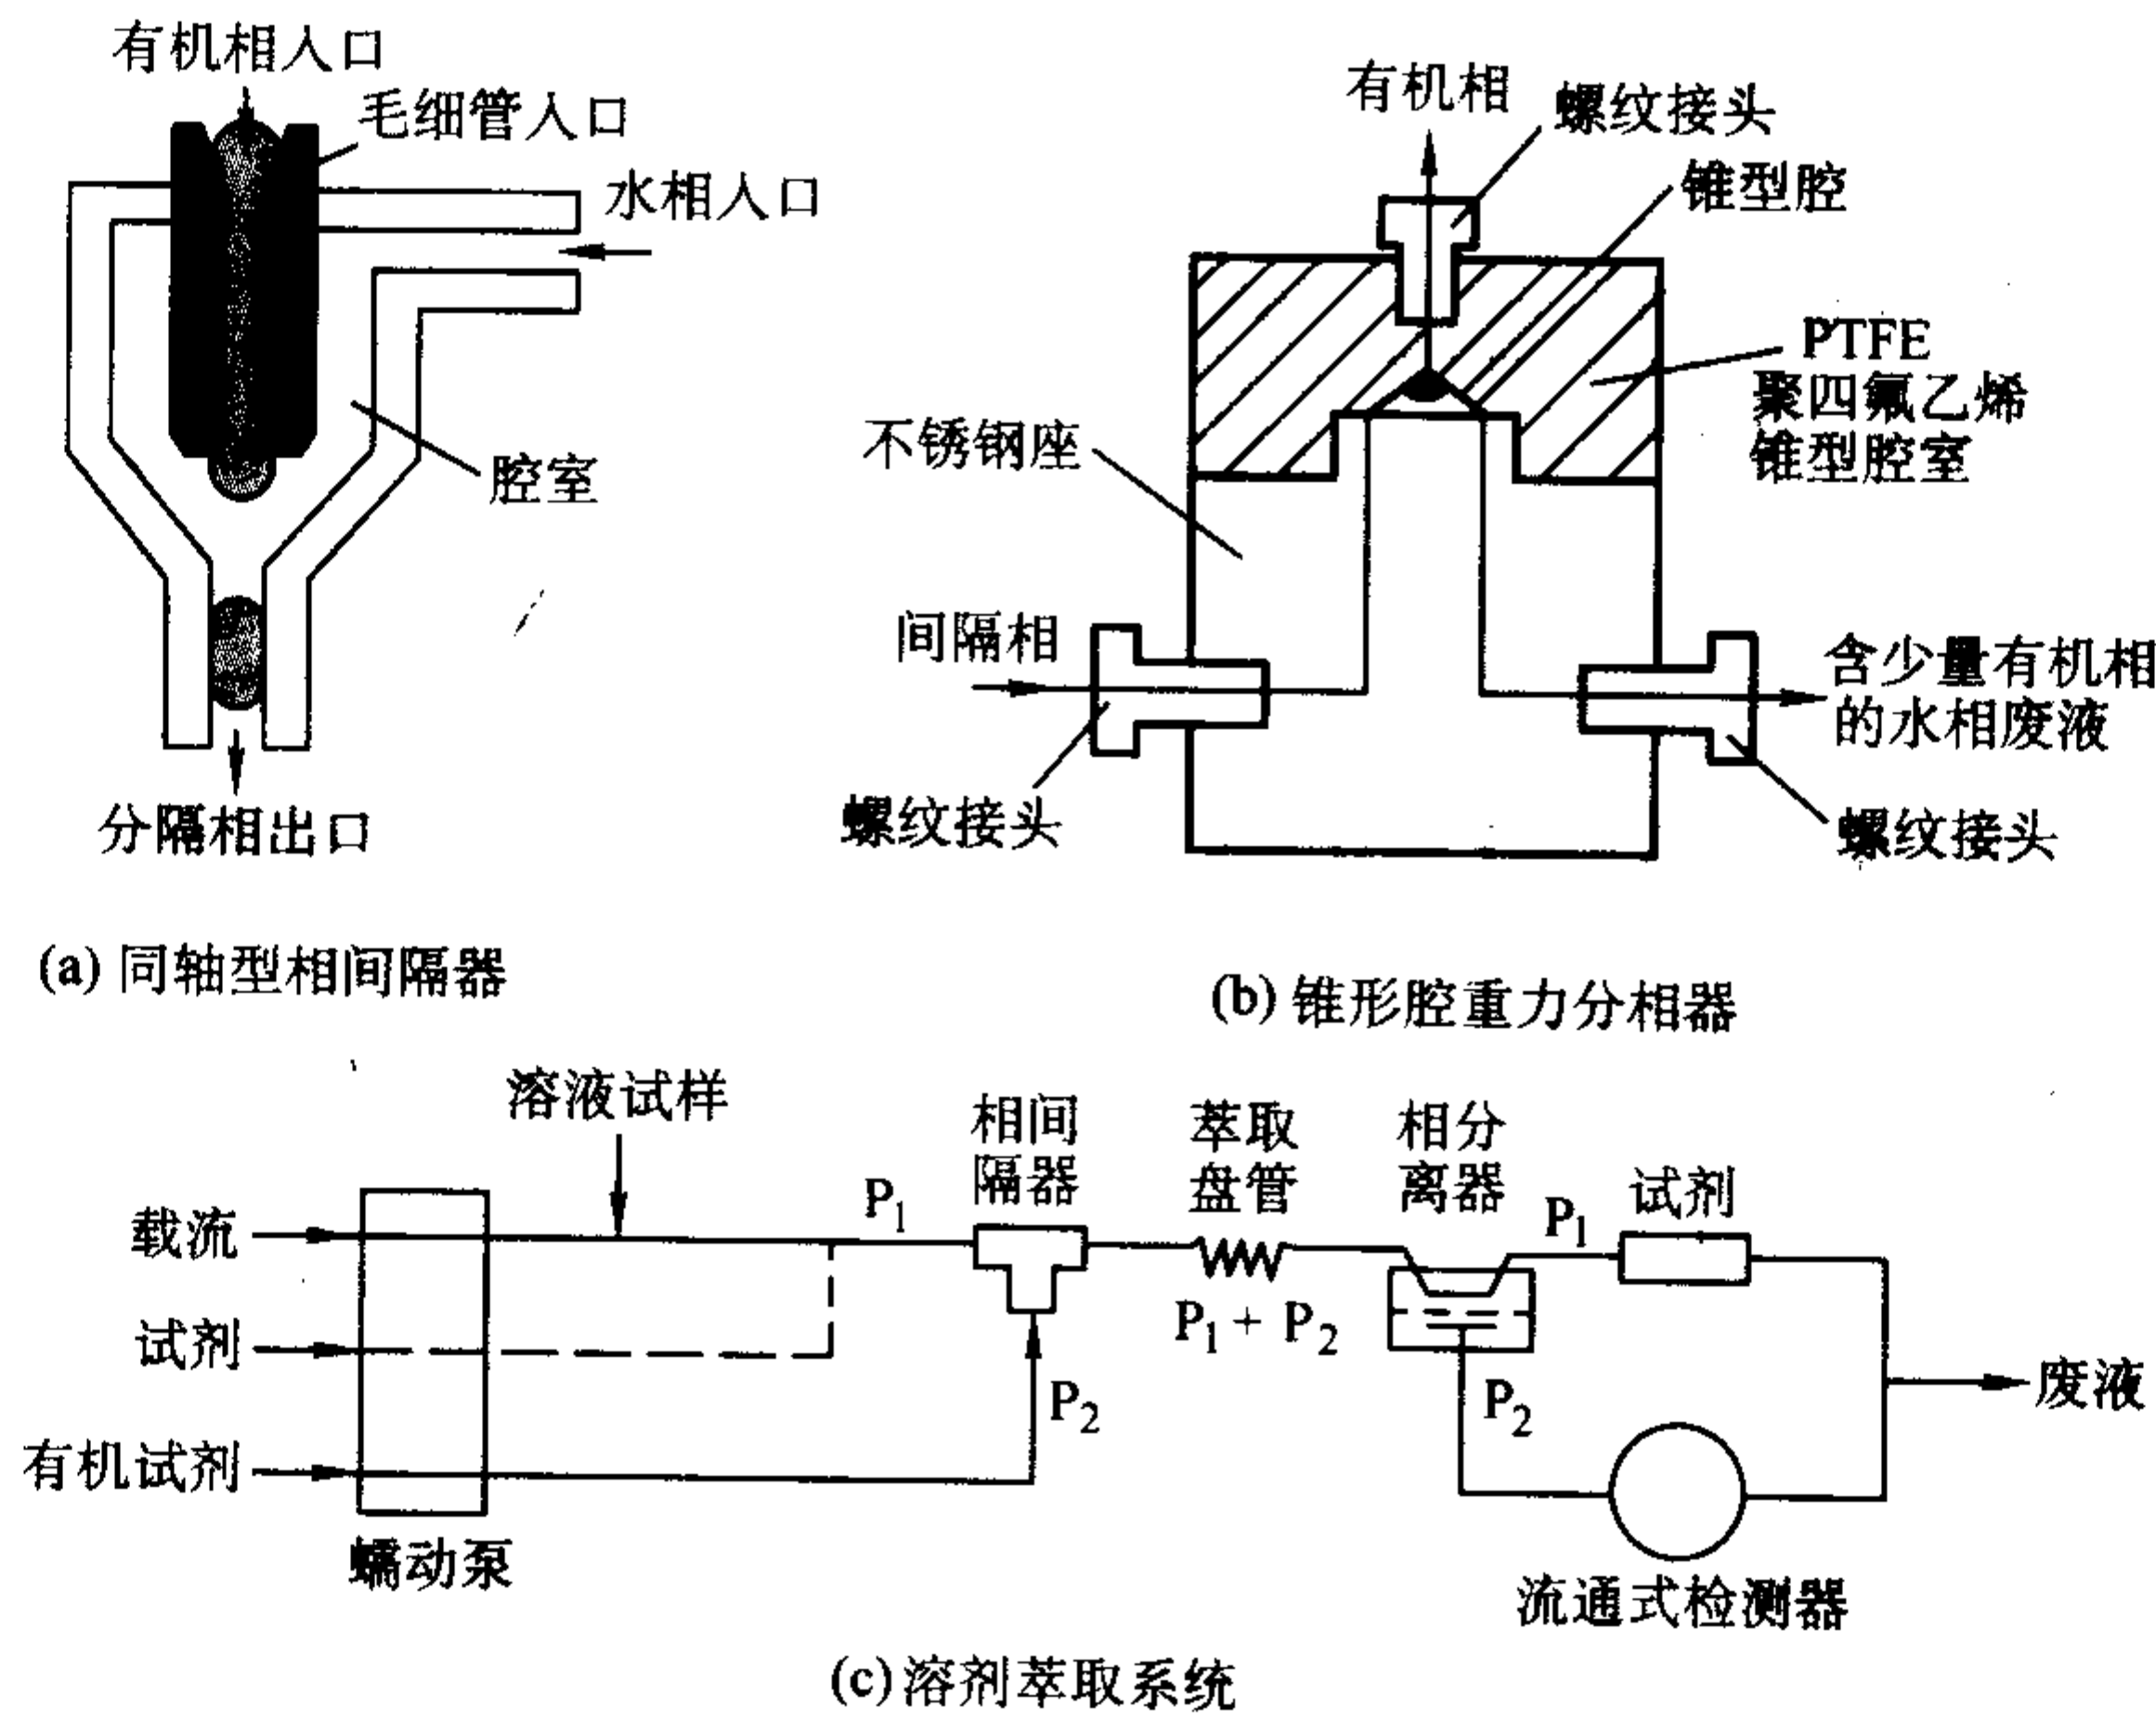 有机相入口
毛细管入口
水相入口
腔室
分隔相出口
(a) 同轴型相间隔器
有机相
螺纹接头
锥型腔
PTFE
聚四氟乙烯
锥型腔室
不锈钢座
间隔相
螺纹接头
含少量有机相
的水相废液
螺纹接头
(b) 锥形腔重力分相器
溶液试样
载流
试剂
有机试剂
蠕动泵
P1
相间
隔器
P2
萃取
盘管
P1 + P2
相分
离器
P1
试剂
P2
流通式检测器
废液
(c) 溶剂萃取系统